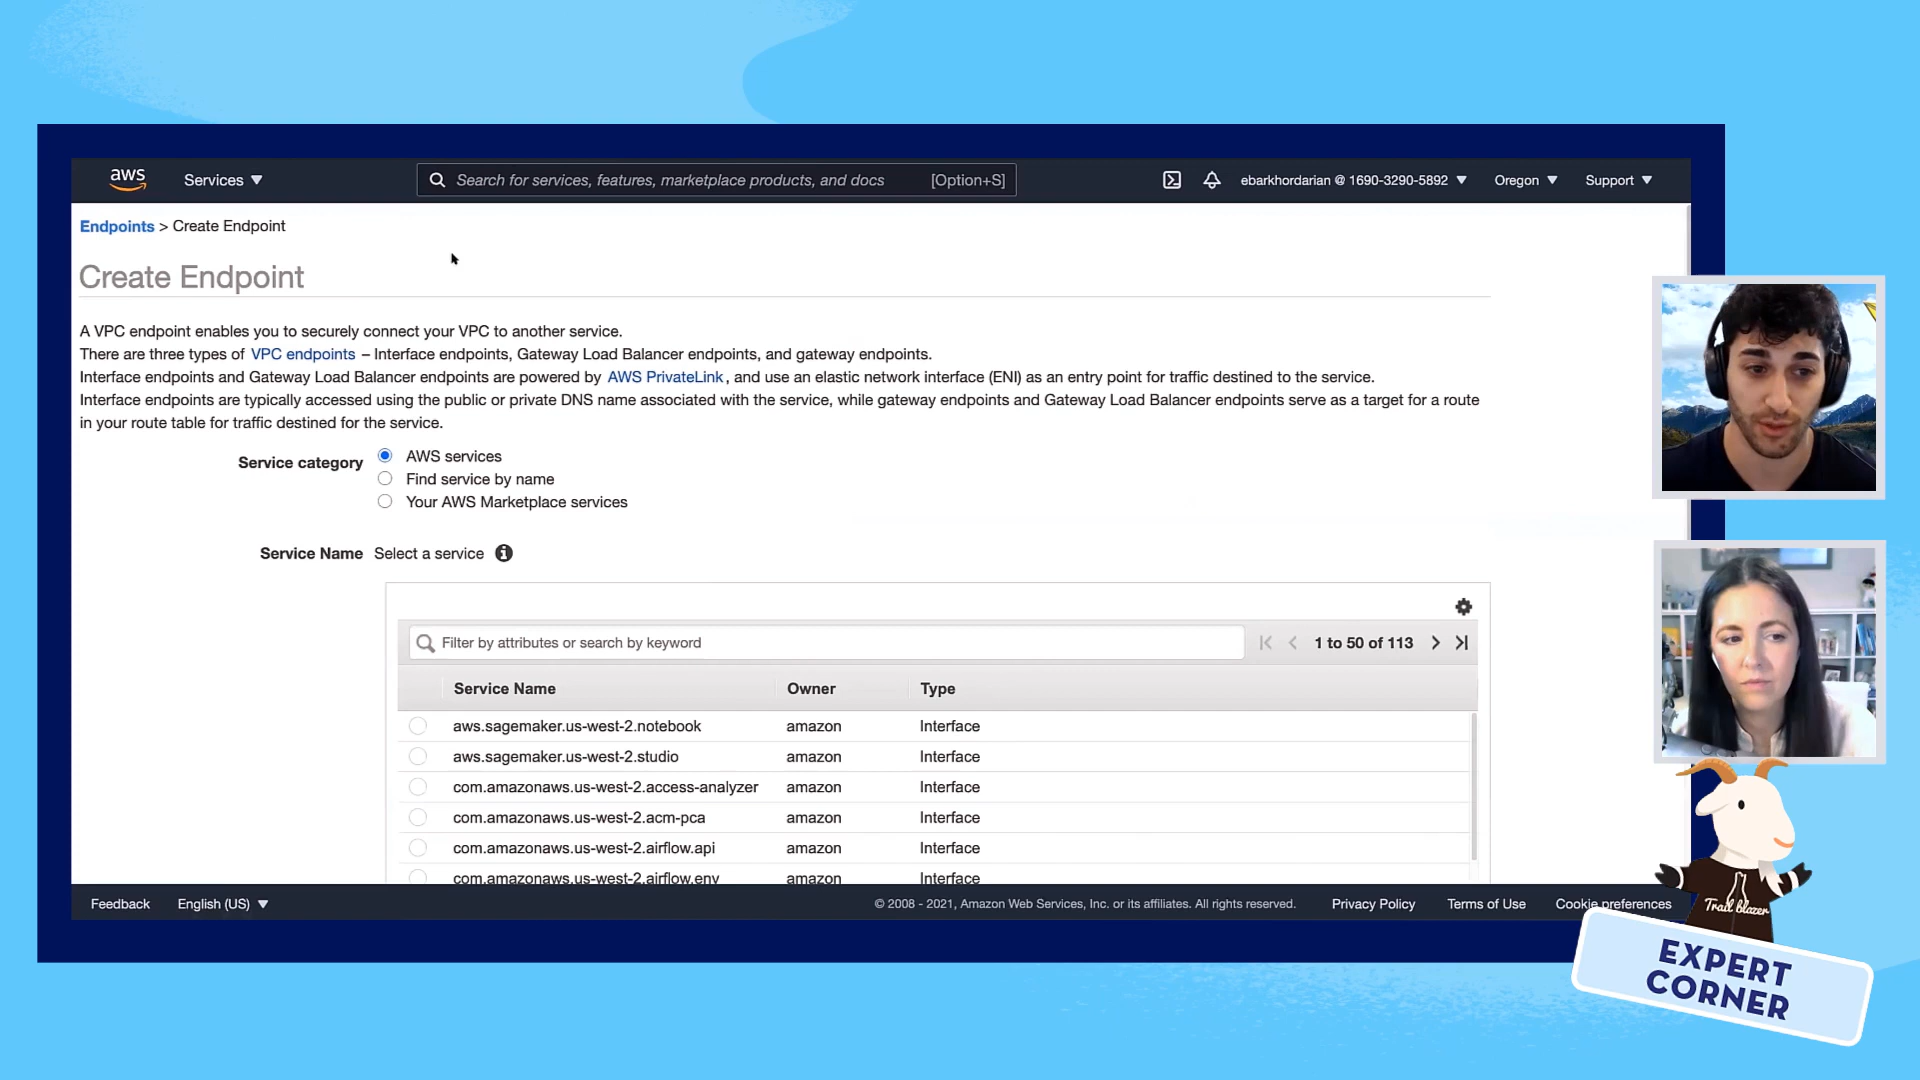 aws
Services
Search for services, features, marketplace products, and docs
[Option+S]
ebarkhordarian @ 1690-3290-5892
Oregon
Support
Endpoints > Create Endpoint
Create Endpoint
A VPC endpoint enables you to securely connect your VPC to another service.
There are three types of VPC endpoints – Interface endpoints, Gateway Load Balancer endpoints, and gateway endpoints.
Interface endpoints and Gateway Load Balancer endpoints are powered by AWS PrivateLink, and use an elastic network interface (ENI) as an entry point for traffic destined to the service.
Interface endpoints are typically accessed using the public or private DNS name associated with the service, while gateway endpoints and Gateway Load Balancer endpoints serve as a target for a route
in your route table for traffic destined for the service.
Service category
AWS services
Find service by name
Your AWS Marketplace services
Service Name Select a service
Filter by attributes or search by keyword
1 to 50 of 113
Service Name Owner Type
aws.sagemaker.us-west-2.notebook amazon Interface
aws.sagemaker.us-west-2.studio amazon Interface
com.amazonaws.us-west-2.access-analyzer amazon Interface
com.amazonaws.us-west-2.acm-pca amazon Interface
com.amazonaws.us-west-2.airflow.api amazon Interface
com.amazonaws.us-west-2.airflow.env amazon Interface
Feedback
English (US)
© 2008 - 2021, Amazon Web Services, Inc. or its affiliates. All rights reserved.
Privacy Policy
Terms of Use
Cookie preferences
Trailblazer
EXPERT
CORNER